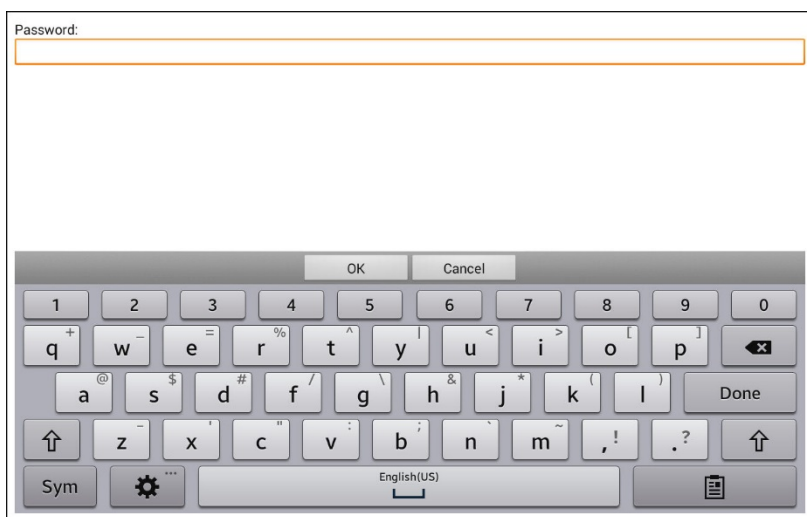 Password:
OK Cancel
1 2 3 4 5 6 7 8 9 0
q + w _ e = r % t ^ y | u < i > o [ p ]
a @ s $ d # f / g \ h & j * k ( l ) Done
z - x ' c " v : b ; n ` m ~ , ! . ?
Sym ... English(US)